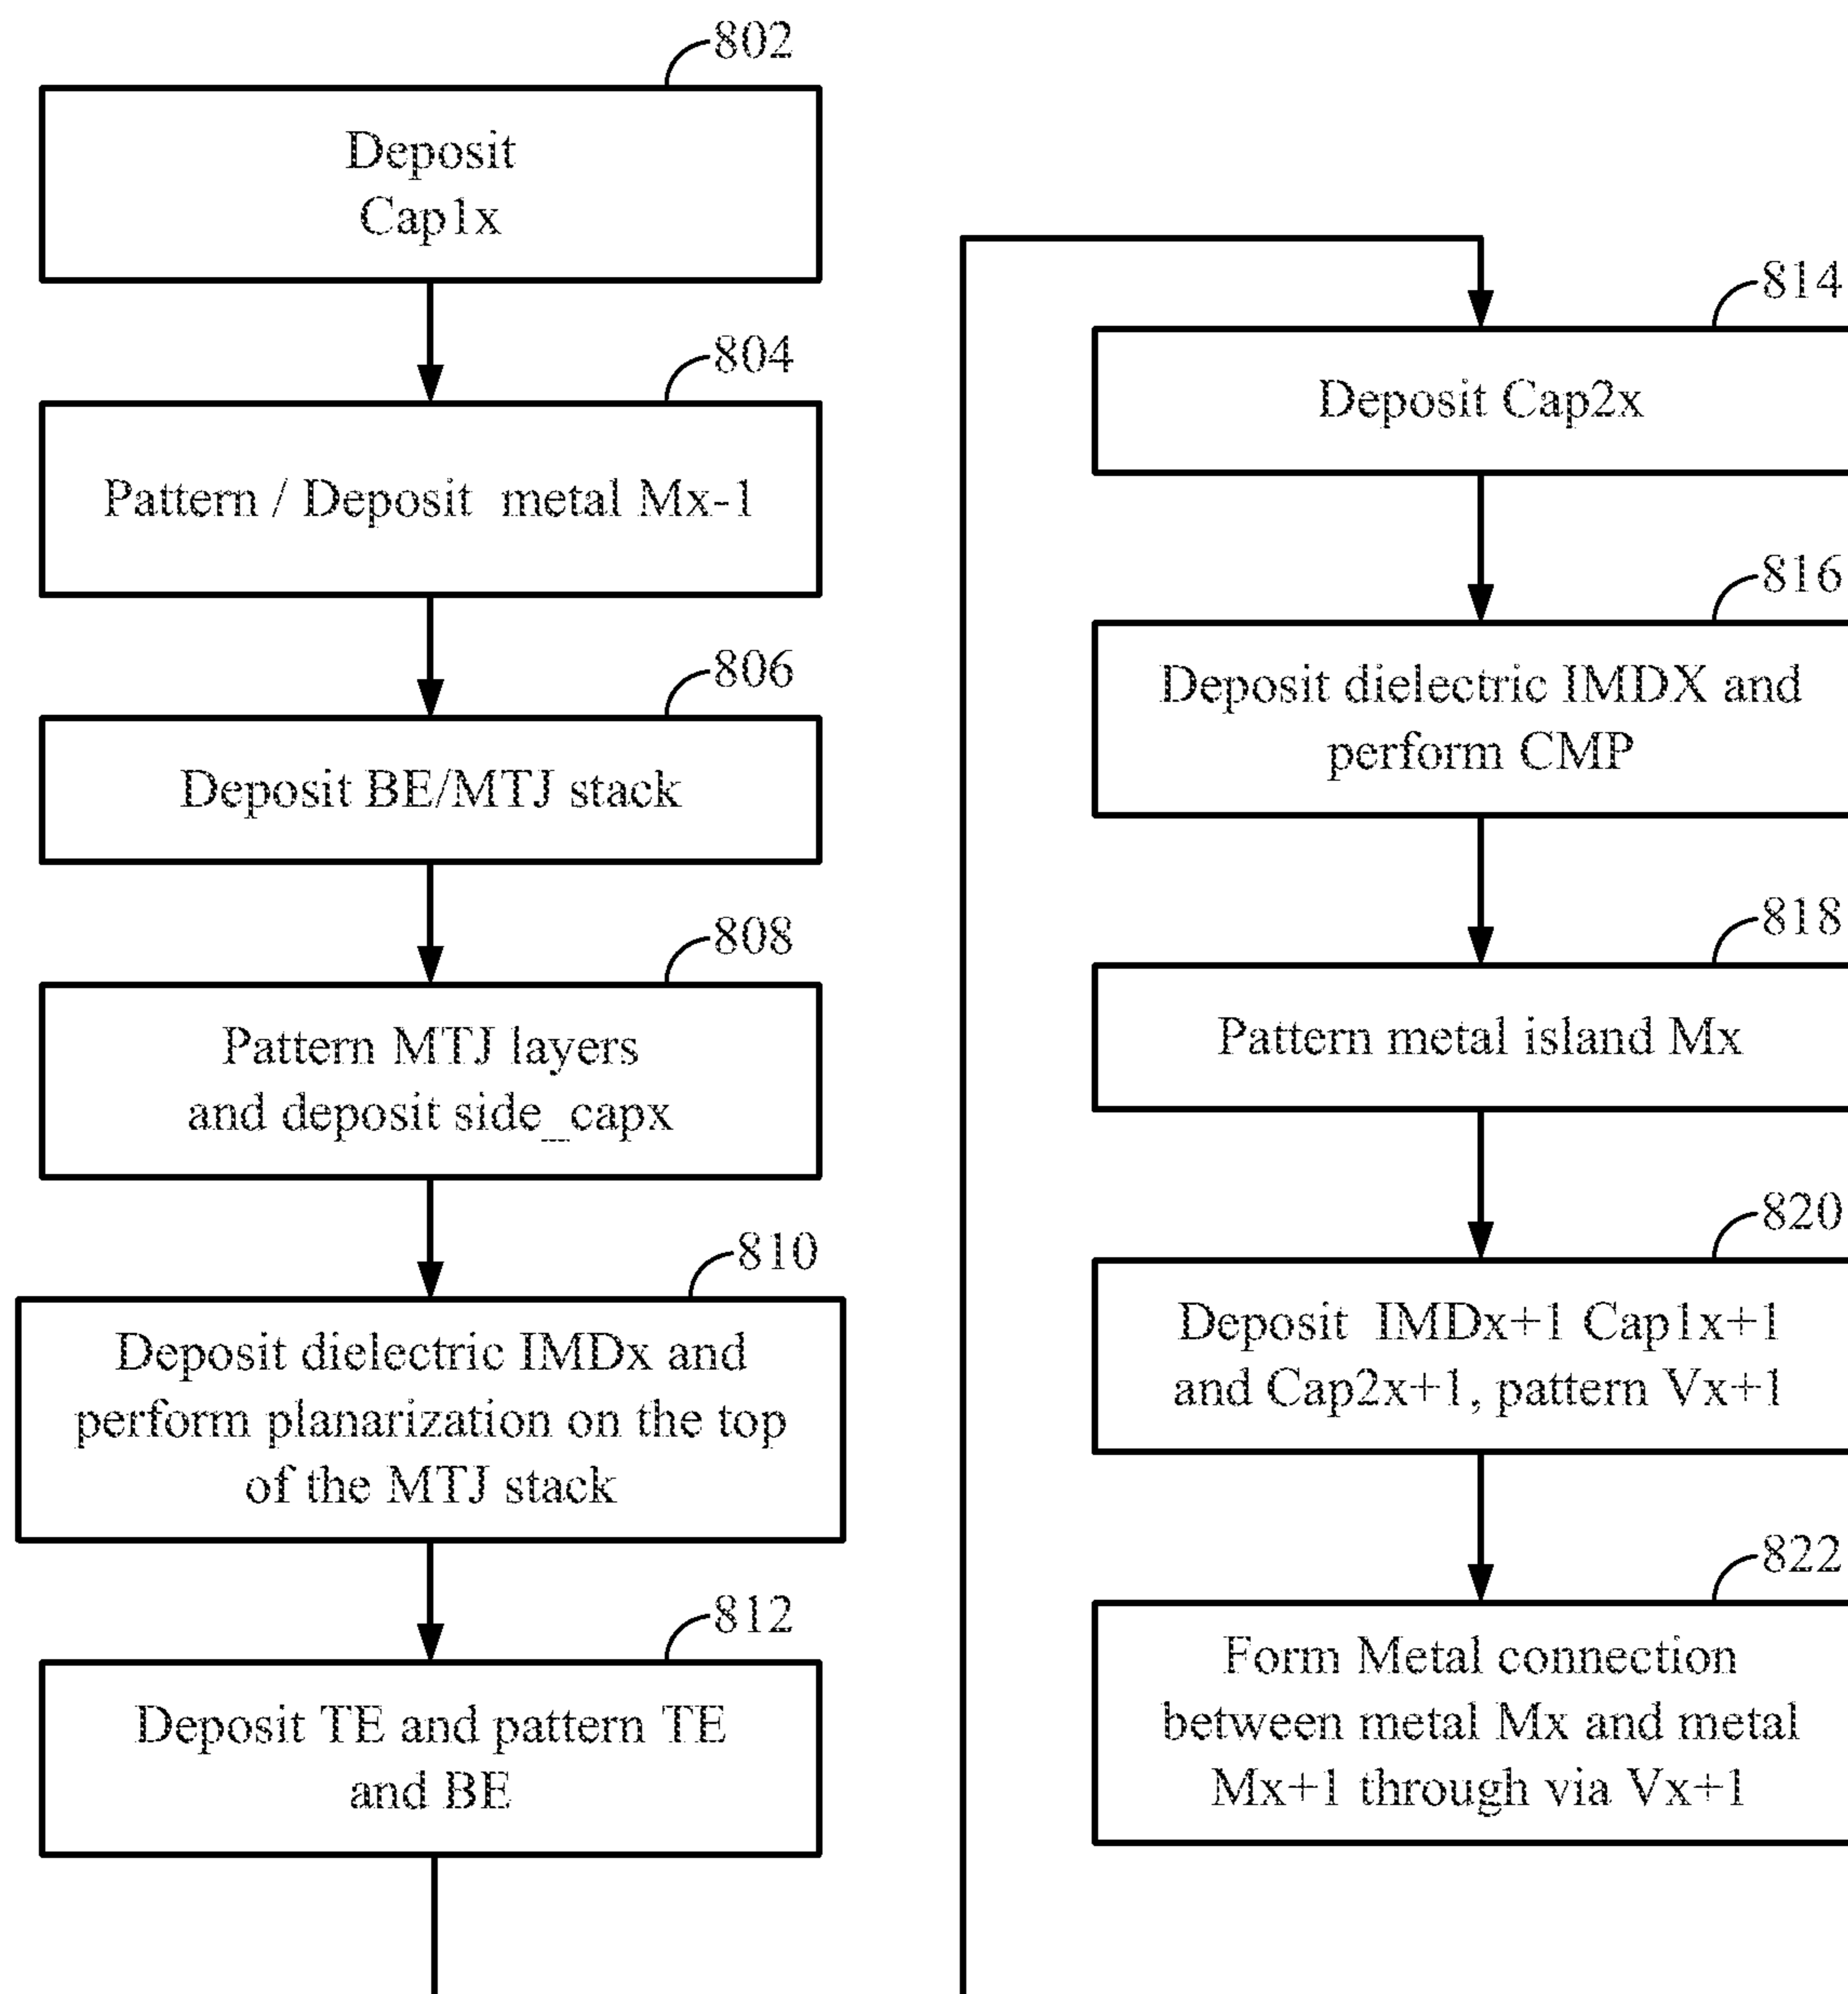 802
Deposit
Cap1x
804
Pattern / Deposit metal Mx-1
806
Deposit BE/MTJ stack
808
Pattern MTJ layers
and deposit side_capx
810
Deposit dielectric IMDx and
perform planarization on the top
of the MTJ stack
812
Deposit TE and pattern TE
and BE
814
Deposit Cap2x
816
Deposit dielectric IMDX and
perform CMP
818
Pattern metal island Mx
820
Deposit IMDx+1 Cap1x+1
and Cap2x+1, pattern Vx+1
822
Form Metal connection
between metal Mx and metal
Mx+1 through via Vx+1